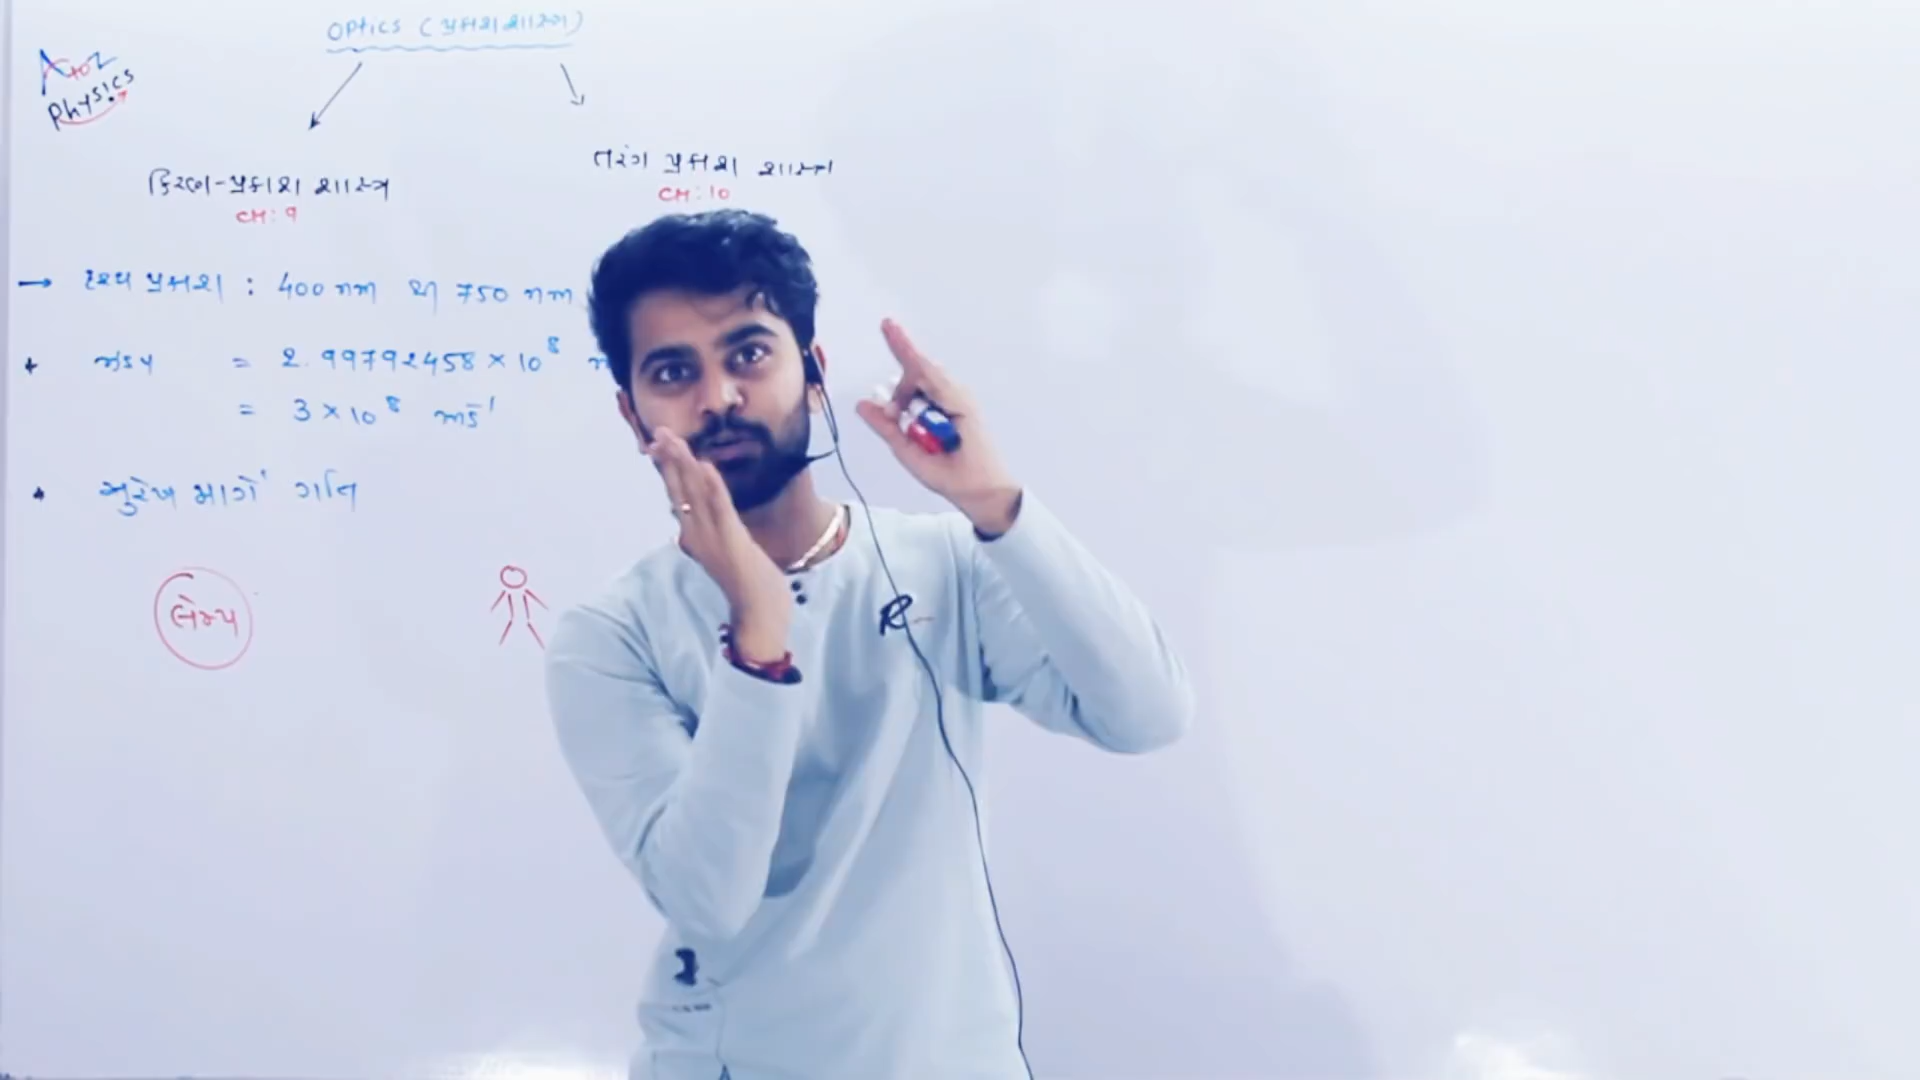 Optics (પ્રકાશશાસ્ત્ર)
A to Z
Physics
કિરણ-પ્રકાશ શાસ્ત્ર
CH: 9
તરંગ પ્રકાશ શાસ્ત્ર
CH: 10
→ દ્રશ્ય પ્રકાશ : 400 nm થી 750 nm
ઝડપ = 2.99792458 × 10⁸
= 3 × 10⁸ ms⁻¹
સુરેખ માર્ગે ગતિ
લેમ્પ
R